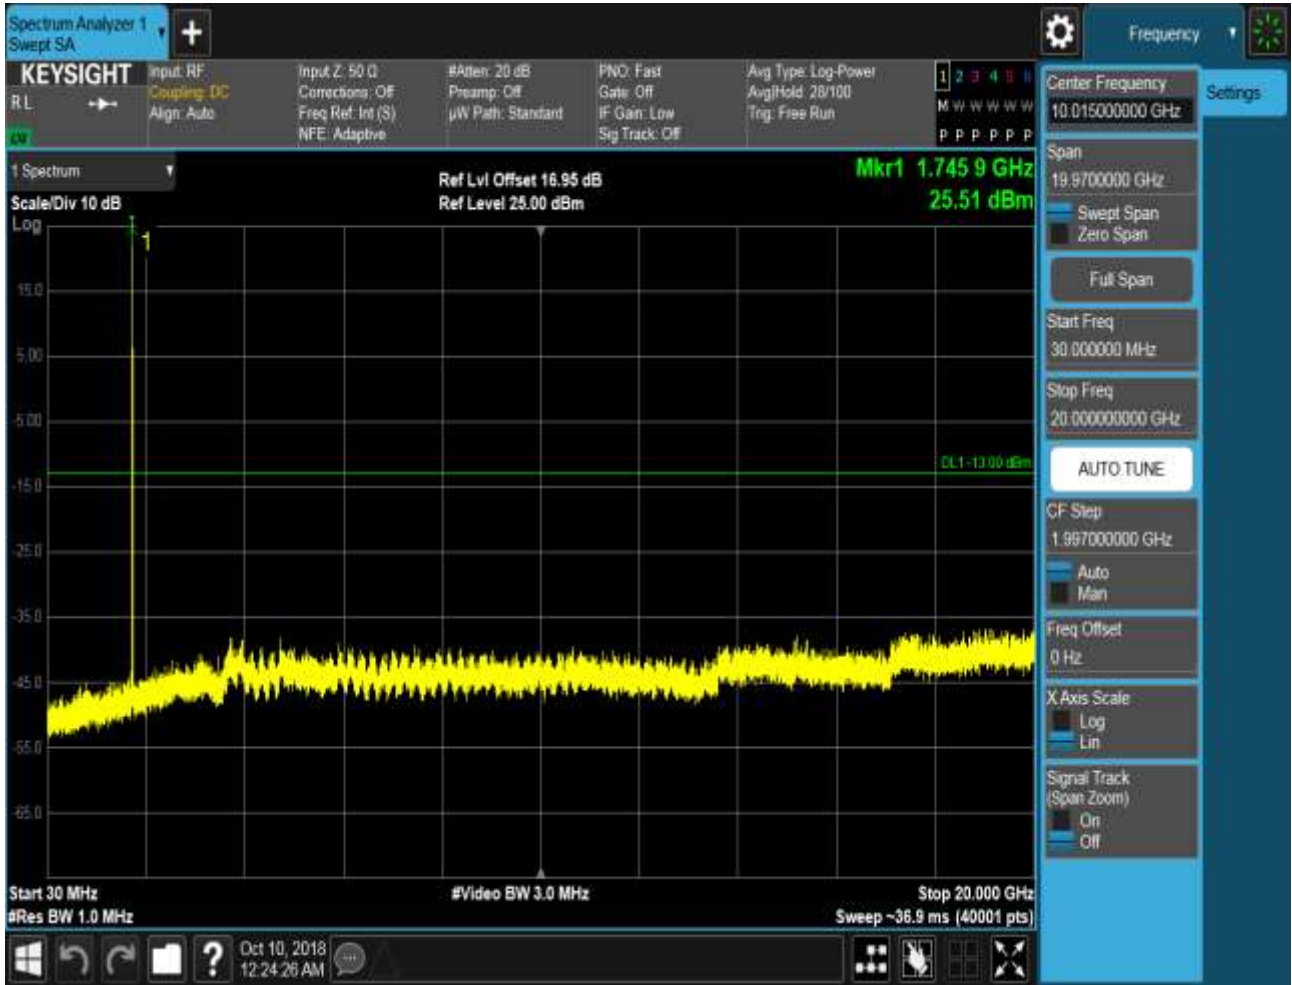 Spectrum Analyzer 1
Swept SA
Frequency
KEYSIGHT
Input: RF
Input Z: 50 Ω
#Atten: 20 dB
PNO: Fast
Avg Type: Log-Power
1 2 3 4 5 6
R L
Coupling: DC
Corrections: Off
Preamp: Off
Gate: Off
Avg|Hold: 28/100
M W W W W W
Align: Auto
Freq Ref: Int (S)
µW Path: Standard
IF Gain: Low
Trig: Free Run
NFE: Adaptive
Sig Track: Off
P P P P P P
1 Spectrum
Ref Lvl Offset 16.95 dB
Mkr1 1.745 9 GHz
Scale/Div 10 dB
Ref Level 25.00 dBm
25.51 dBm
Log
1
15.0
5.00
-5.00
DL1 -13.00 dBm
-15.0
-25.0
-35.0
-45.0
-55.0
-65.0
Start 30 MHz
#Video BW 3.0 MHz
Stop 20.000 GHz
#Res BW 1.0 MHz
Sweep ~36.9 ms (40001 pts)
?
Oct 10, 2018
12:24:26 AM
Center Frequency
10.015000000 GHz
Settings
Span
19.9700000 GHz
Swept Span
Zero Span
Full Span
Start Freq
30.000000 MHz
Stop Freq
20.000000000 GHz
AUTO TUNE
CF Step
1.997000000 GHz
Auto
Man
Freq Offset
0 Hz
X Axis Scale
Log
Lin
Signal Track
(Span Zoom)
On
Off